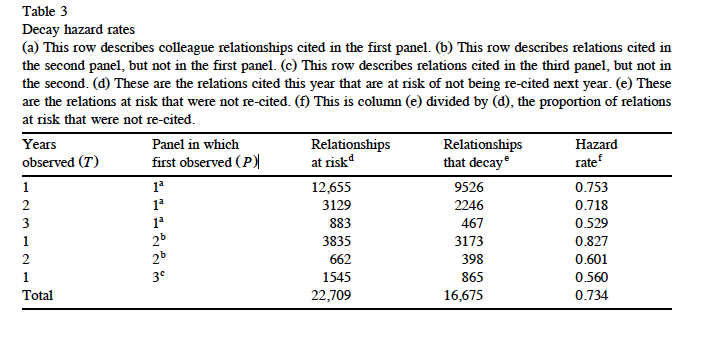 Table 3
Decay hazard rates
(a) This row describes colleague relationships cited in the first panel. (b) This row describes relations cited in
the second panel, but not in the first panel. (c) This row describes relations cited in the third panel, but not in
the second. (d) These are the relations cited this year that are at risk of not being re-cited next year. (e) These
are the relations at risk that were not re-cited. (f) This is column (e) divided by (d), the proportion of relations
at risk that were not re-cited.
Years Panel in which Relationships Relationships Hazard
observed (T) first observed (P) at risk^d that decay^e rate^f
1 1^a 12,655 9526 0.753
2 1^a 3129 2246 0.718
3 1^a 883 467 0.529
1 2^b 3835 3173 0.827
2 2^b 662 398 0.601
1 3^c 1545 865 0.560
Total 22,709 16,675 0.734